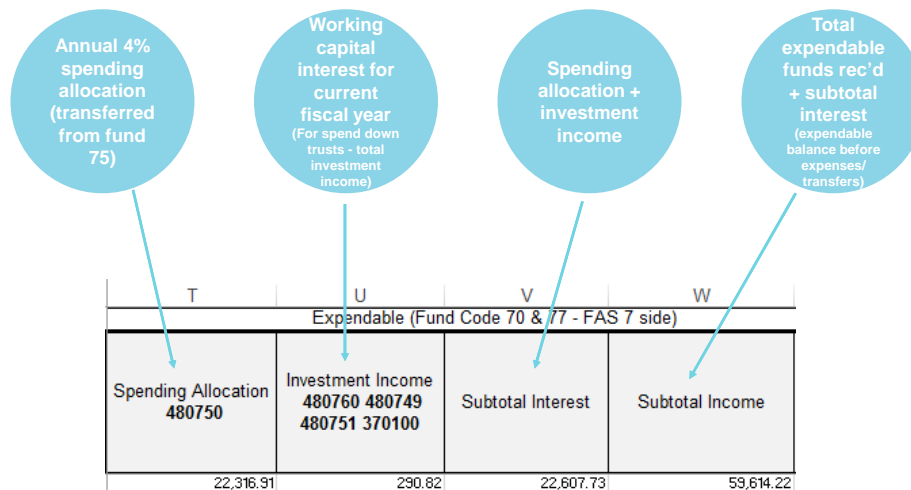 Annual 4%
spending
allocation
(transferred
from fund
75)
Working
capital
interest for
current
fiscal year
(For spend down
trusts - total
investment
income)
Spending
allocation +
investment
income
Total
expendable
funds rec'd
+ subtotal
interest
(expendable
balance before
expenses/
transfers)
T U V W
Expendable (Fund Code 70 & 77 - FAS 7 side)
Spending Allocation
480750
Investment Income
480760 480749
480751 370100
Subtotal Interest
Subtotal Income
22,316.91 290.82 22,607.73 59,614.22